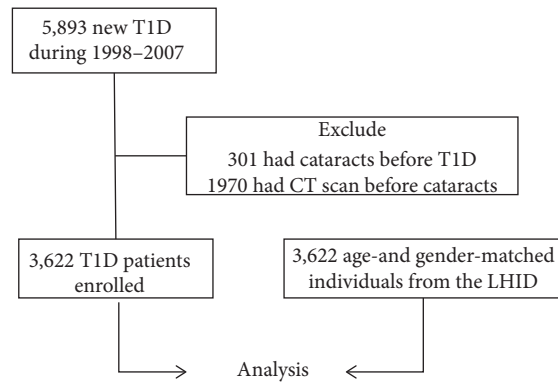 5,893 new T1D
during 1998–2007
Exclude
301 had cataracts before T1D
1970 had CT scan before cataracts
3,622 T1D patients
enrolled
3,622 age-and gender-matched
individuals from the LHID
Analysis